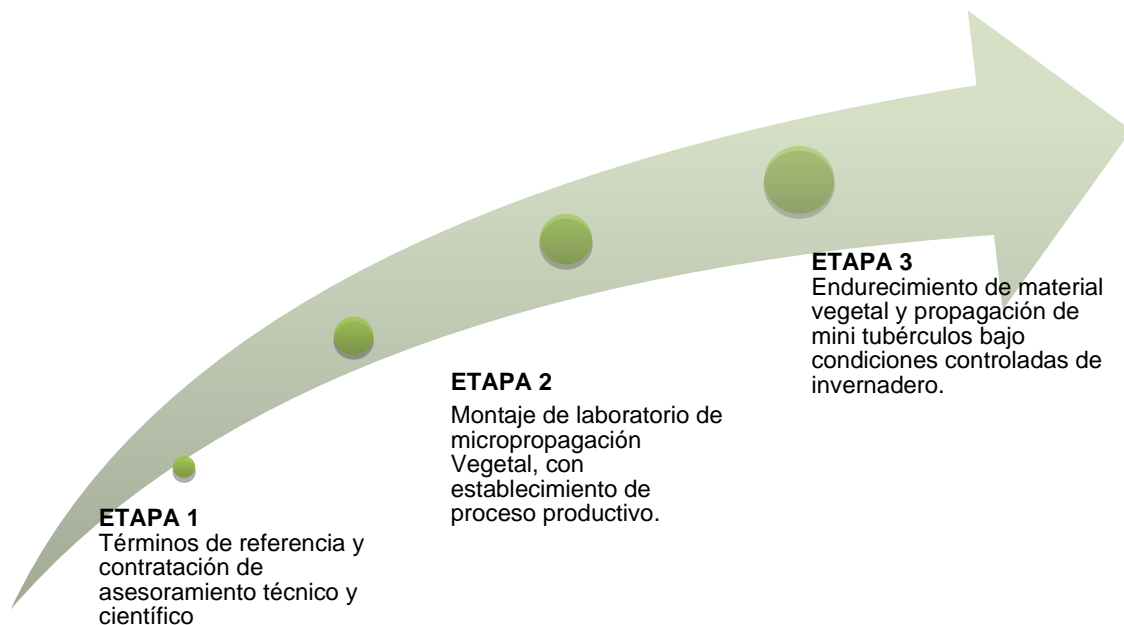 ETAPA 1
Términos de referencia y
contratación de
asesoramiento técnico y
científico
ETAPA 2
Montaje de laboratorio de
micropropagación
Vegetal, con
establecimiento de
proceso productivo.
ETAPA 3
Endurecimiento de material
vegetal y propagación de
mini tubérculos bajo
condiciones controladas de
invernadero.